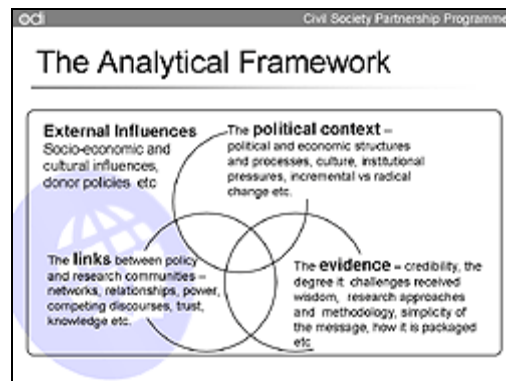 odi
Civil Society Partnership Programme
The Analytical Framework
External Influences
Socio-economic and
cultural influences,
donor policies etc
The political context –
political and economic structures
and processes, culture, institutional
pressures, incremental vs radical
change etc.
The links between policy
and research communities –
networks, relationships, power,
competing discourses, trust,
knowledge etc.
The evidence – credibility, the
degree it challenges received
wisdom, research approaches
and methodology, simplicity of
the message, how it is packaged
etc